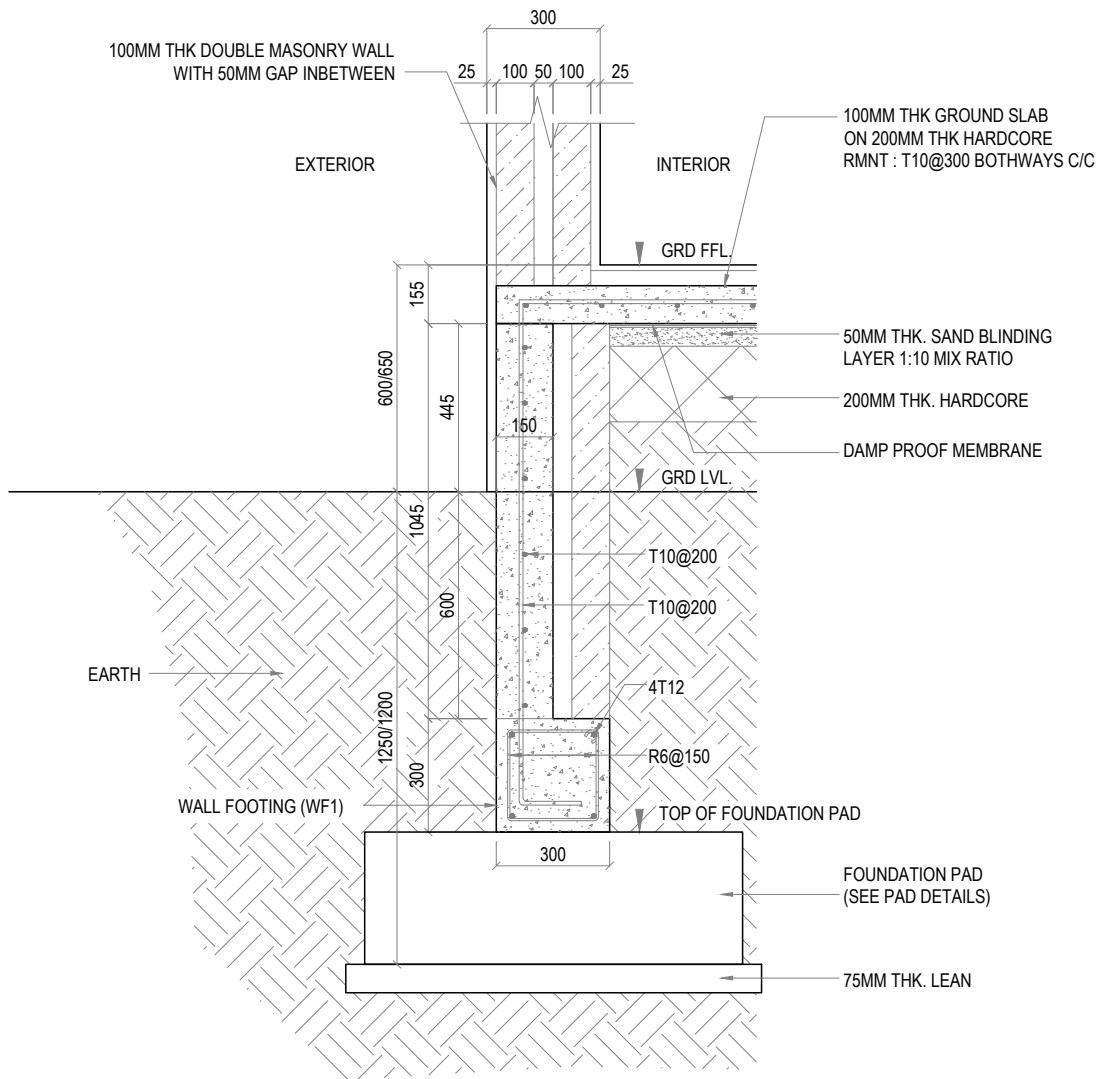 300
100MM THK DOUBLE MASONRY WALL
WITH 50MM GAP INBETWEEN
25 100 50 100 25
100MM THK GROUND SLAB
ON 200MM THK HARDCORE
RMNT : T10@300 BOTHWAYS C/C
EXTERIOR
INTERIOR
GRD FFL.
155
50MM THK. SAND BLINDING
LAYER 1:10 MIX RATIO
600/650
445
200MM THK. HARDCORE
150
DAMP PROOF MEMBRANE
GRD LVL.
1045
T10@200
600
T10@200
EARTH
4T12
1250/1200
R6@150
300
WALL FOOTING (WF1)
TOP OF FOUNDATION PAD
300
FOUNDATION PAD
(SEE PAD DETAILS)
75MM THK. LEAN